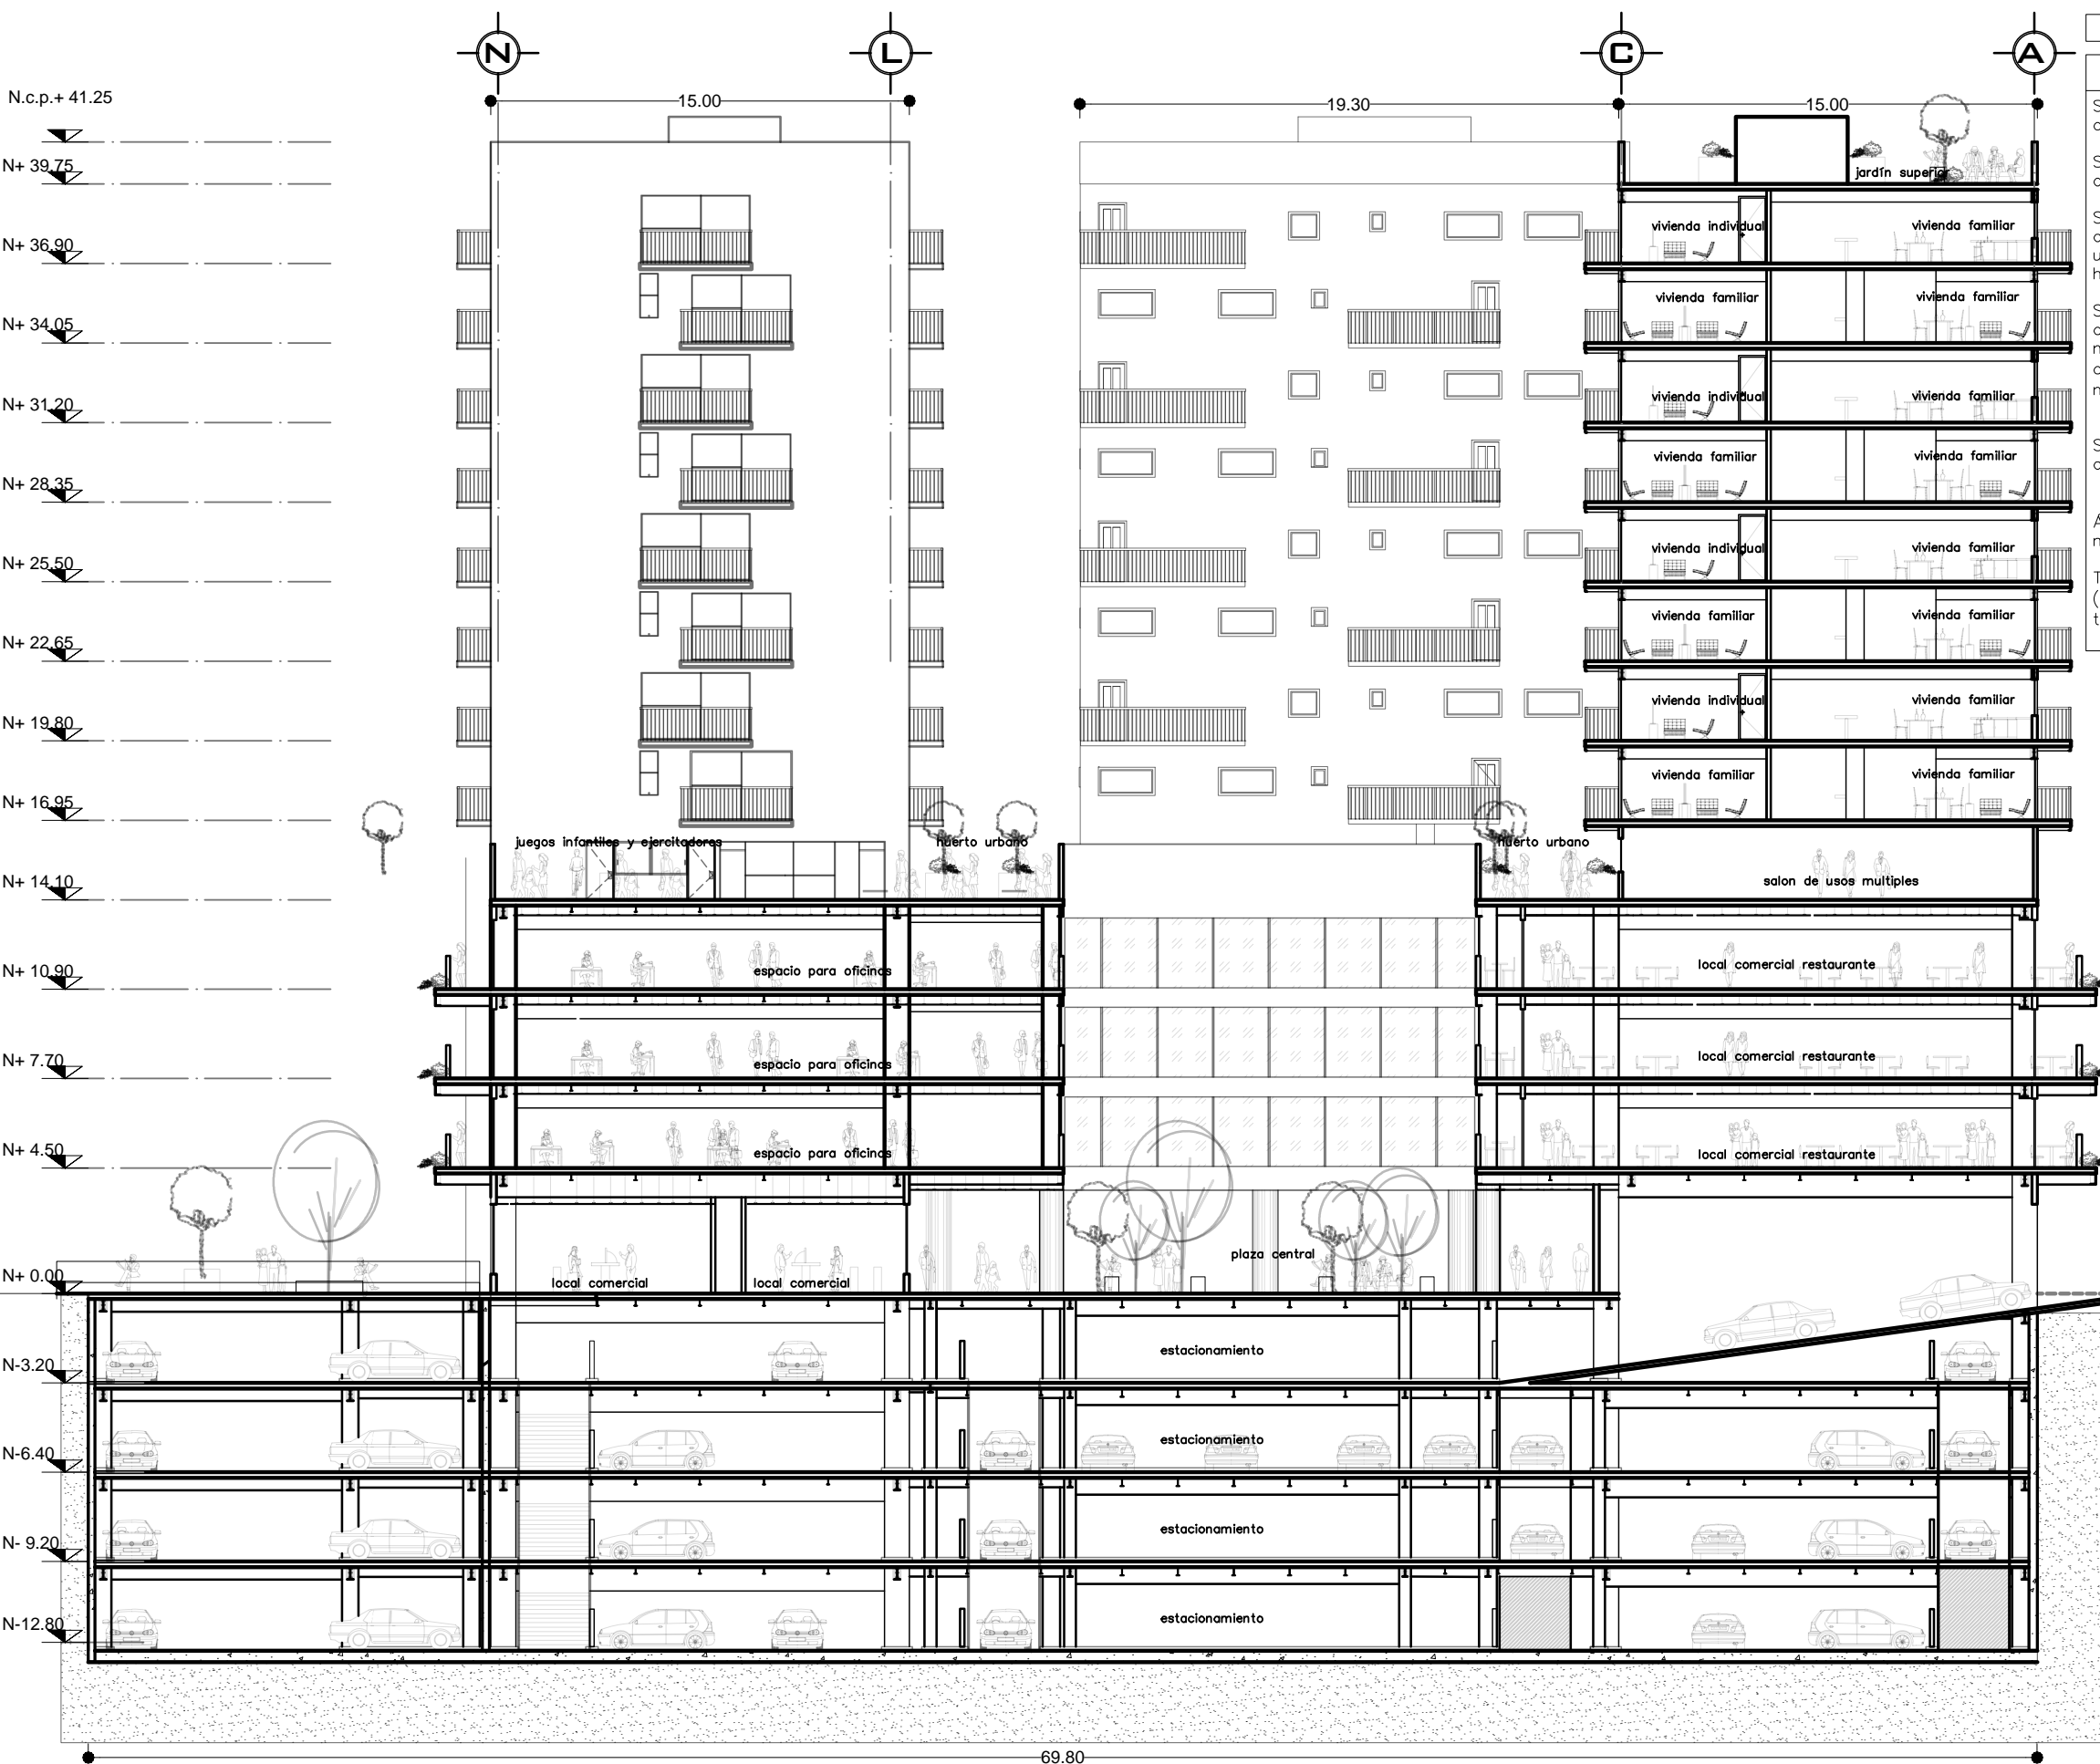 N L C A
N.c.p.+ 41.25
15.00 19.30 15.00
N+ 39.75
jardín superior
N+ 36.90
vivienda individual vivienda familiar
N+ 34.05
vivienda familiar vivienda familiar
N+ 31.20
vivienda individual vivienda familiar
N+ 28.35
vivienda familiar vivienda familiar
N+ 25.50
vivienda individual vivienda familiar
N+ 22.65
vivienda familiar vivienda familiar
N+ 19.80
vivienda individual vivienda familiar
N+ 16.95
vivienda familiar vivienda familiar
juegos infantiles y ejercitadores huerto urbano huerto urbano
N+ 14.10
salon de usos multiples
N+ 10.90
espacio para oficinas local comercial restaurante
N+ 7.70
espacio para oficinas local comercial restaurante
N+ 4.50
espacio para oficinas local comercial restaurante
plaza central
N+ 0.00
local comercial local comercial
N-3.20
estacionamiento
N-6.40
estacionamiento
N- 9.20
estacionamiento
N-12.80
estacionamiento
69.80